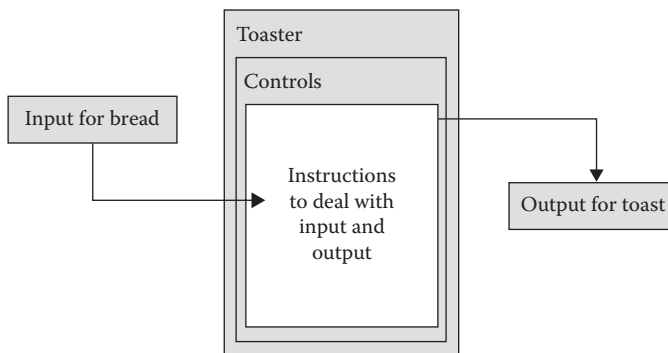 Toaster
Controls
Input for bread
Instructions
to deal with
input and
output
Output for toast